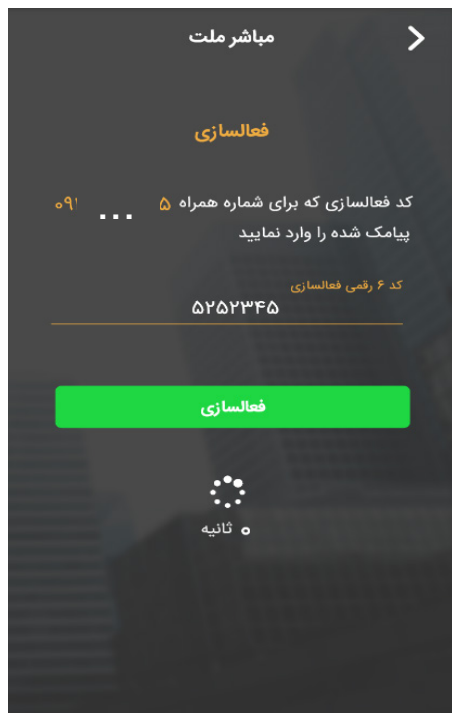 مباشر ملت
فعالسازی
کد فعالسازی که برای شماره همراه ۵ ... ۰۹۱
پیامک شده را وارد نمایید
کد ۶ رقمی فعالسازی
۵۲۵۲۳۴۵
فعالسازی
۰ ثانیه